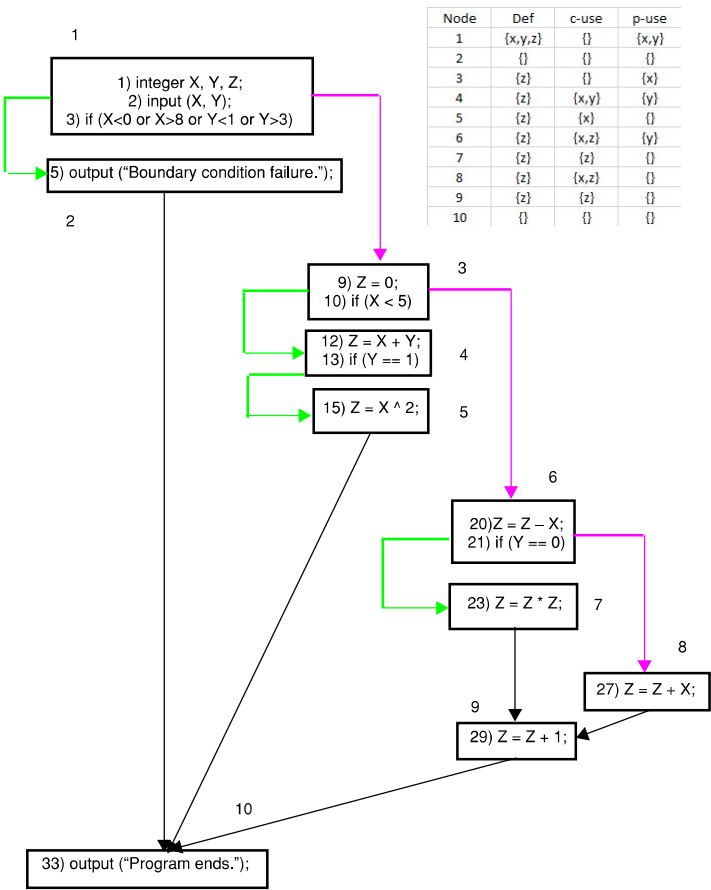 1
1) integer X, Y, Z;
2) input (X, Y);
3) if (X<0 or X>8 or Y<1 or Y>3)
5) output (“Boundary condition failure.”);
2
Node Def c-use p-use
1 {x,y,z} {} {x,y}
2 {} {} {}
3 {z} {} {x}
4 {z} {x,y} {y}
5 {z} {x} {}
6 {z} {x,z} {y}
7 {z} {z} {}
8 {z} {x,z} {}
9 {z} {z} {}
10 {} {} {}
3
9) Z = 0;
10) if (X < 5)
12) Z = X + Y;
13) if (Y == 1)
4
15) Z = X ^ 2;
5
6
20)Z = Z – X;
21) if (Y == 0)
23) Z = Z * Z;
7
8
27) Z = Z + X;
9
29) Z = Z + 1;
10
33) output (“Program ends.”);